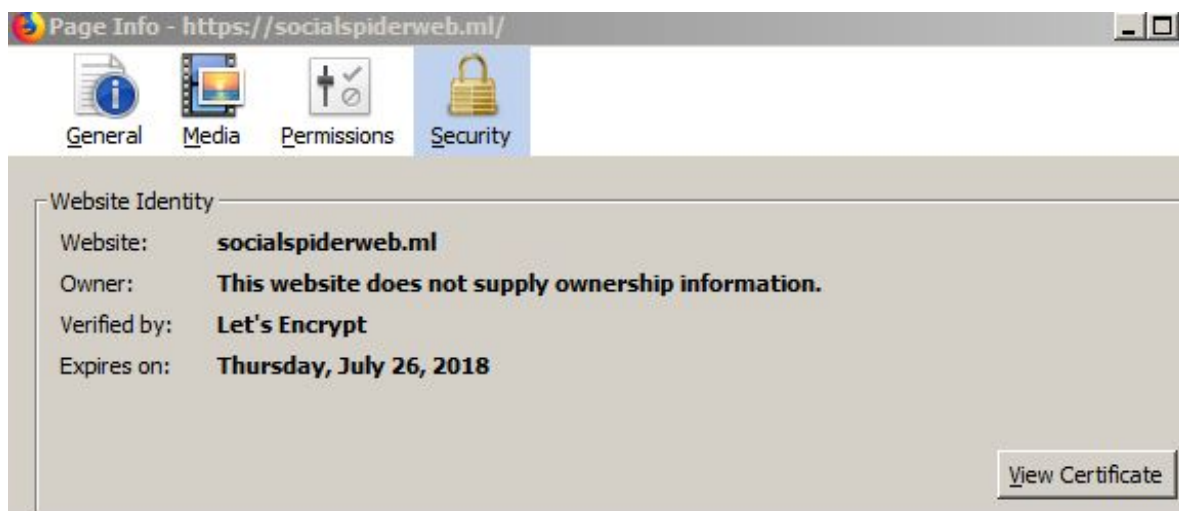 Page Info - https://socialspiderweb.ml/
General Media Permissions Security
Website Identity
Website: socialspiderweb.ml
Owner: This website does not supply ownership information.
Verified by: Let's Encrypt
Expires on: Thursday, July 26, 2018
View Certificate